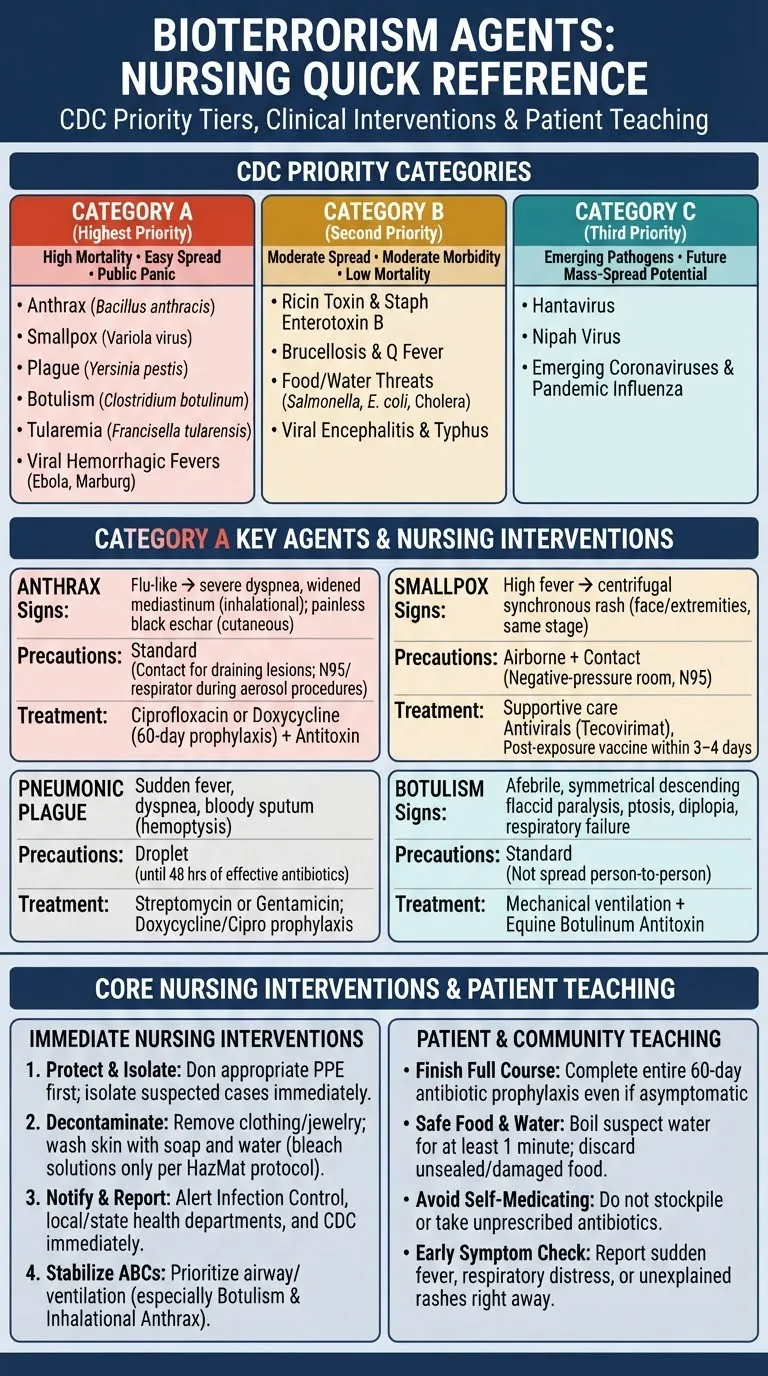 BIOTERRORISM AGENTS:
NURSING QUICK REFERENCE
CDC Priority Tiers, Clinical Interventions & Patient Teaching
CDC PRIORITY CATEGORIES
CATEGORY A
(Highest Priority)
High Mortality • Easy Spread
• Public Panic
• Anthrax (Bacillus anthracis)
• Smallpox (Variola virus)
• Plague (Yersinia pestis)
• Botulism (Clostridium botulinum)
• Tularemia (Francisella tularensis)
• Viral Hemorrhagic Fevers
(Ebola, Marburg)
CATEGORY B
(Second Priority)
Moderate Spread • Moderate Morbidity
• Low Mortality
• Ricin Toxin & Staph
Enterotoxin B
• Brucellosis & Q Fever
• Food/Water Threats
(Salmonella, E. coli, Cholera)
• Viral Encephalitis & Typhus
CATEGORY C
(Third Priority)
Emerging Pathogens • Future
Mass-Spread Potential
• Hantavirus
• Nipah Virus
• Emerging Coronaviruses &
Pandemic Influenza
CATEGORY A KEY AGENTS & NURSING INTERVENTIONS
ANTHRAX
Signs:
Flu-like → severe dyspnea, widened
mediastinum (inhalational); painless
black eschar (cutaneous)
Precautions: Standard
(Contact for draining lesions; N95/
respirator during aerosol procedures)
Treatment: Ciprofloxacin or Doxycycline
(60-day prophylaxis) + Antitoxin
SMALLPOX
Signs:
High fever → centrifugal
synchronous rash (face/extremities,
same stage)
Precautions: Airborne + Contact
(Negative-pressure room, N95)
Treatment: Supportive care
Antivirals (Tecovirimat),
Post-exposure vaccine within 3–4 days
PNEUMONIC
PLAGUE
Sudden fever,
dyspnea, bloody sputum
(hemoptysis)
Precautions: Droplet
(until 48 hrs of effective antibiotics)
Treatment: Streptomycin or Gentamicin;
Doxycycline/Cipro prophylaxis
BOTULISM
Signs:
Afebrile, symmetrical descending
flaccid paralysis, ptosis, diplopia,
respiratory failure
Precautions: Standard
(Not spread person-to-person)
Treatment: Mechanical ventilation +
Equine Botulinum Antitoxin
CORE NURSING INTERVENTIONS & PATIENT TEACHING
IMMEDIATE NURSING INTERVENTIONS
1. Protect & Isolate: Don appropriate PPE
first; isolate suspected cases immediately.
2. Decontaminate: Remove clothing/jewelry;
wash skin with soap and water (bleach
solutions only per HazMat protocol).
3. Notify & Report: Alert Infection Control,
local/state health departments, and CDC
immediately.
4. Stabilize ABCs: Prioritize airway/
ventilation (especially Botulism &
Inhalational Anthrax).
PATIENT & COMMUNITY TEACHING
• Finish Full Course: Complete entire 60-day
antibiotic prophylaxis even if asymptomatic
• Safe Food & Water: Boil suspect water
for at least 1 minute; discard
unsealed/damaged food.
• Avoid Self-Medicating: Do not stockpile
or take unprescribed antibiotics.
• Early Symptom Check: Report sudden
fever, respiratory distress, or unexplained
rashes right away.